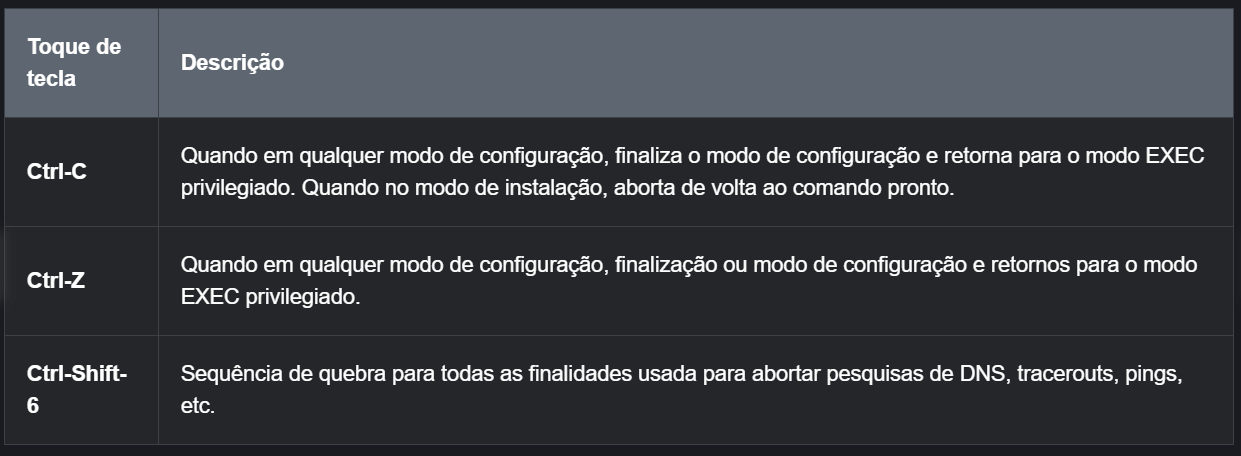 Toque de
tecla
Descrição
Ctrl-C
Quando em qualquer modo de configuração, finaliza o modo de configuração e retorna para o modo EXEC
privilegiado. Quando no modo de instalação, aborta de volta ao comando pronto.
Ctrl-Z
Quando em qualquer modo de configuração, finalização ou modo de configuração e retornos para o modo
EXEC privilegiado.
Ctrl-Shift-
6
Sequência de quebra para todas as finalidades usada para abortar pesquisas de DNS, tracerouts, pings,
etc.